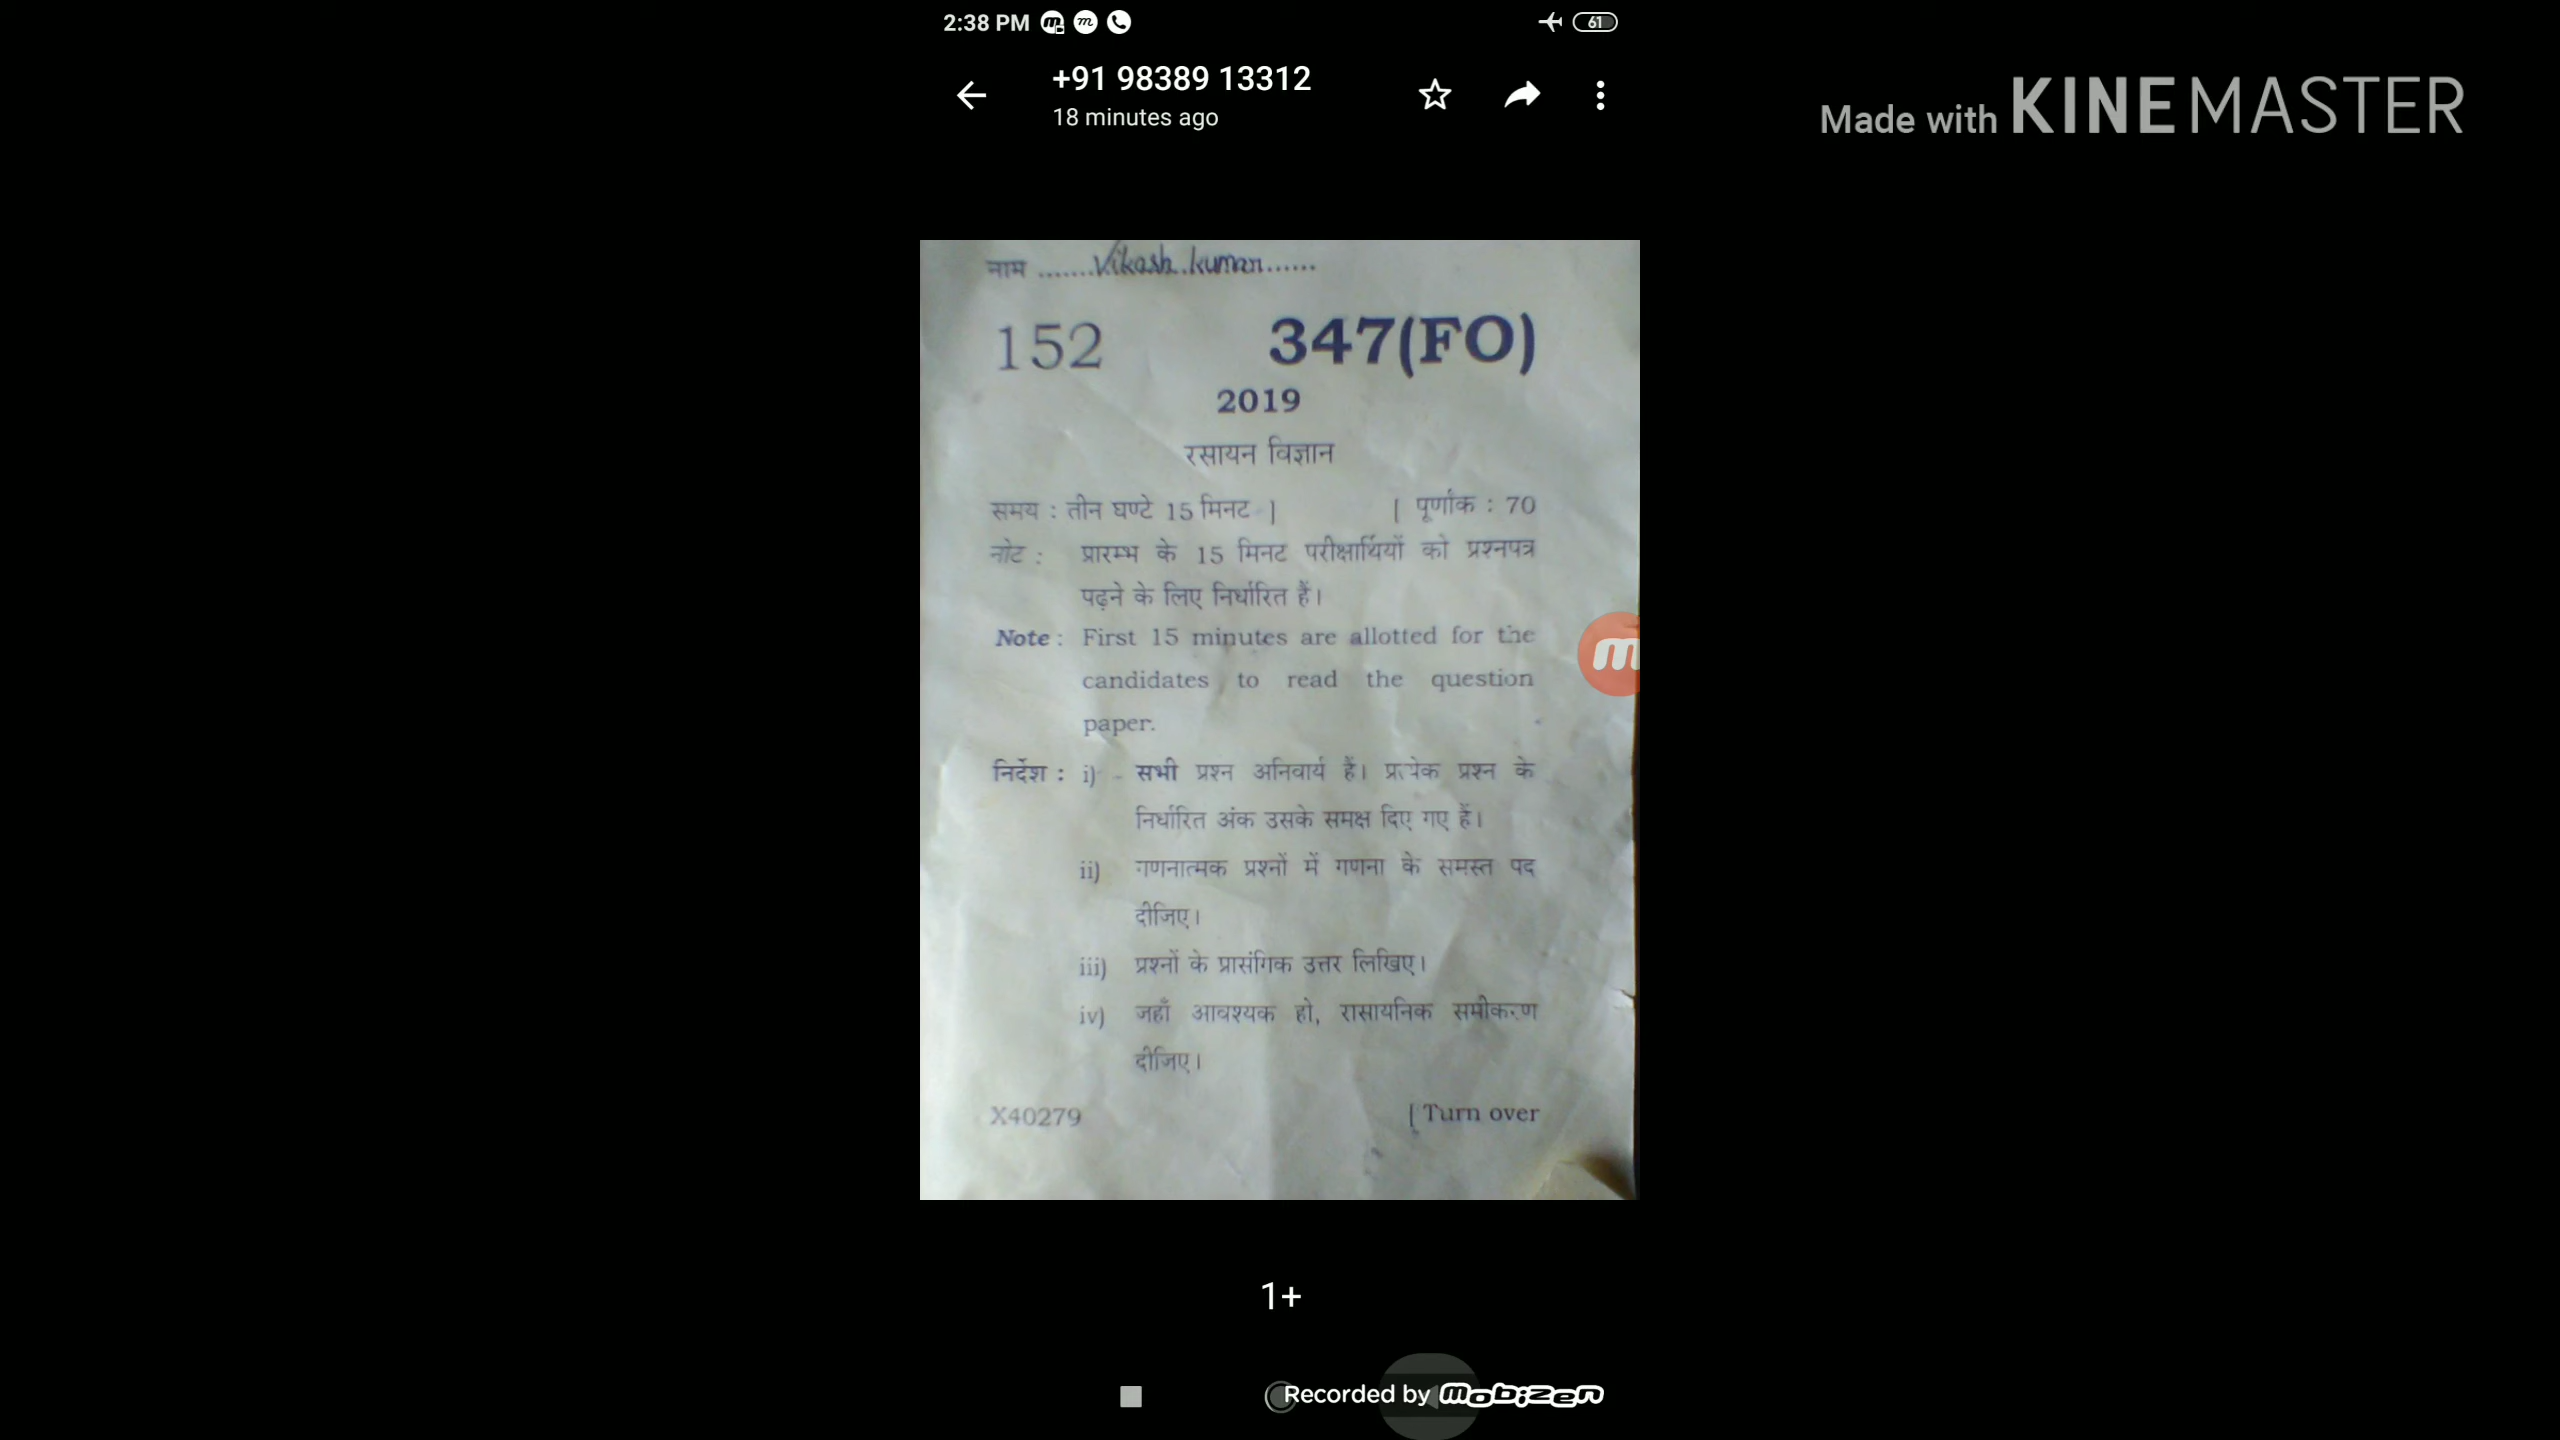 2:38 PM
61
+91 98389 13312
18 minutes ago
Made with KINEMASTER
नाम .......Vikash kumar......
152 347(FO)
2019
रसायन विज्ञान
समय : तीन घण्टे 15 मिनट ] [ पूर्णांक : 70
नोट : प्रारम्भ के 15 मिनट परीक्षार्थियों को प्रश्नपत्र
पढ़ने के लिए निर्धारित हैं।
Note : First 15 minutes are allotted for the
candidates to read the question
paper.
निर्देश : i) - सभी प्रश्न अनिवार्य हैं। प्रत्येक प्रश्न के
निर्धारित अंक उसके समक्ष दिए गए हैं।
ii) गणनात्मक प्रश्नों में गणना के समस्त पद
दीजिए।
iii) प्रश्नों के प्रासंगिक उत्तर लिखिए।
iv) जहाँ आवश्यक हो, रासायनिक समीकरण
दीजिए।
X40279 [ Turn over
1+
Recorded by mobizen